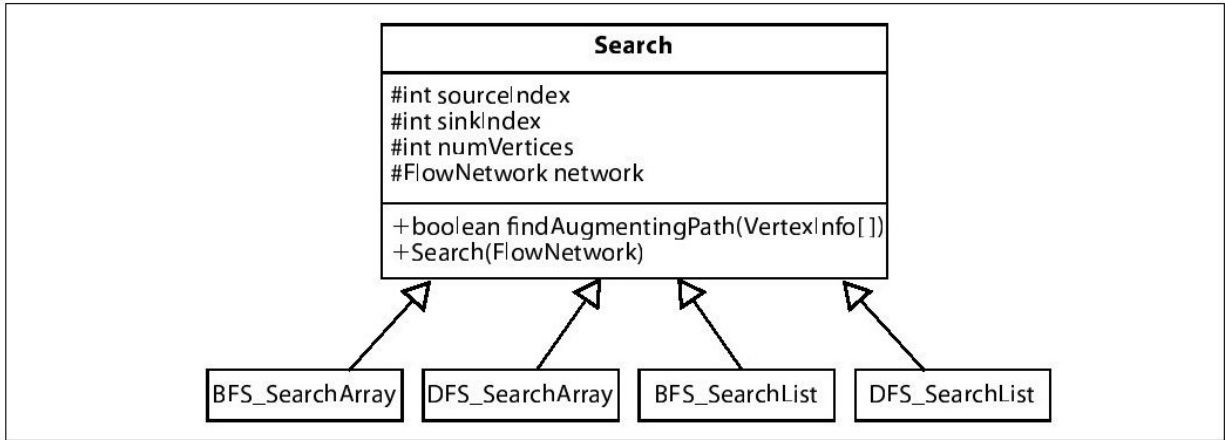 Search
#int sourceIndex
#int sinkIndex
#int numVertices
#FlowNetwork network
+boolean findAugmentingPath(VertexInfo[])
+Search(FlowNetwork)
BFS_SearchArray
DFS_SearchArray
BFS_SearchList
DFS_SearchList